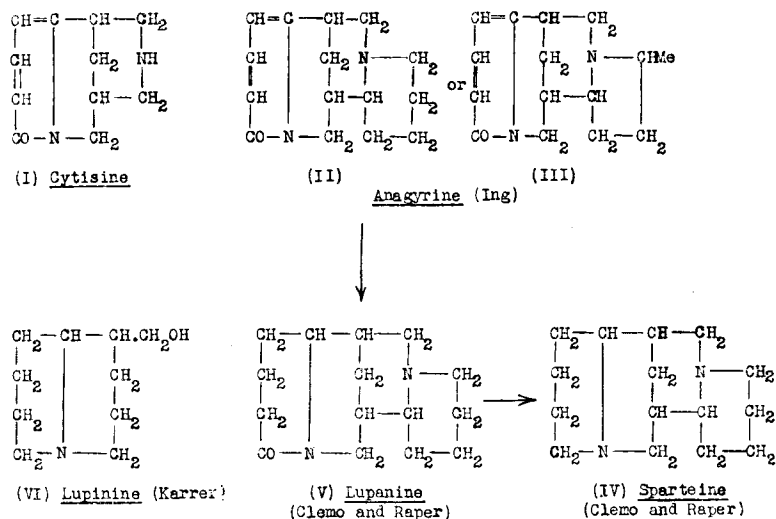 CH=C—CH—CH2 CH=C—CH—CH2 CH=C—CH—CH2
CH CH2 NH CH CH2 N—CH2 CH CH2 N—CHMe
CH CH—CH2 CH CH—CH CH2 or CH CH—CH
CO—N—CH2 CO—N—CH2 CH2—CH2 CO—N—CH2 CH2—CH2
(I) Cytisine (II) (III)
Anagyrine (Ing)
CH2—CH—CH.CH2OH CH2—CH—CH—CH2 CH2—CH—H—CH2
CH2 CH2 CH2 CH2 N—CH2 CH2 CH2 N—CH2
CH2 CH2 CH2 CH—CH CH2 CH2 CH—CH CH2
CH2—N—CH2 CO—N—CH2 CH2—CH2 CH2—N—CH2 CH2—CH2
(VI) Lupinine (Karrer) (V) Lupanine (IV) Sparteine
(Clemo and Raper) (Clemo and Raper)